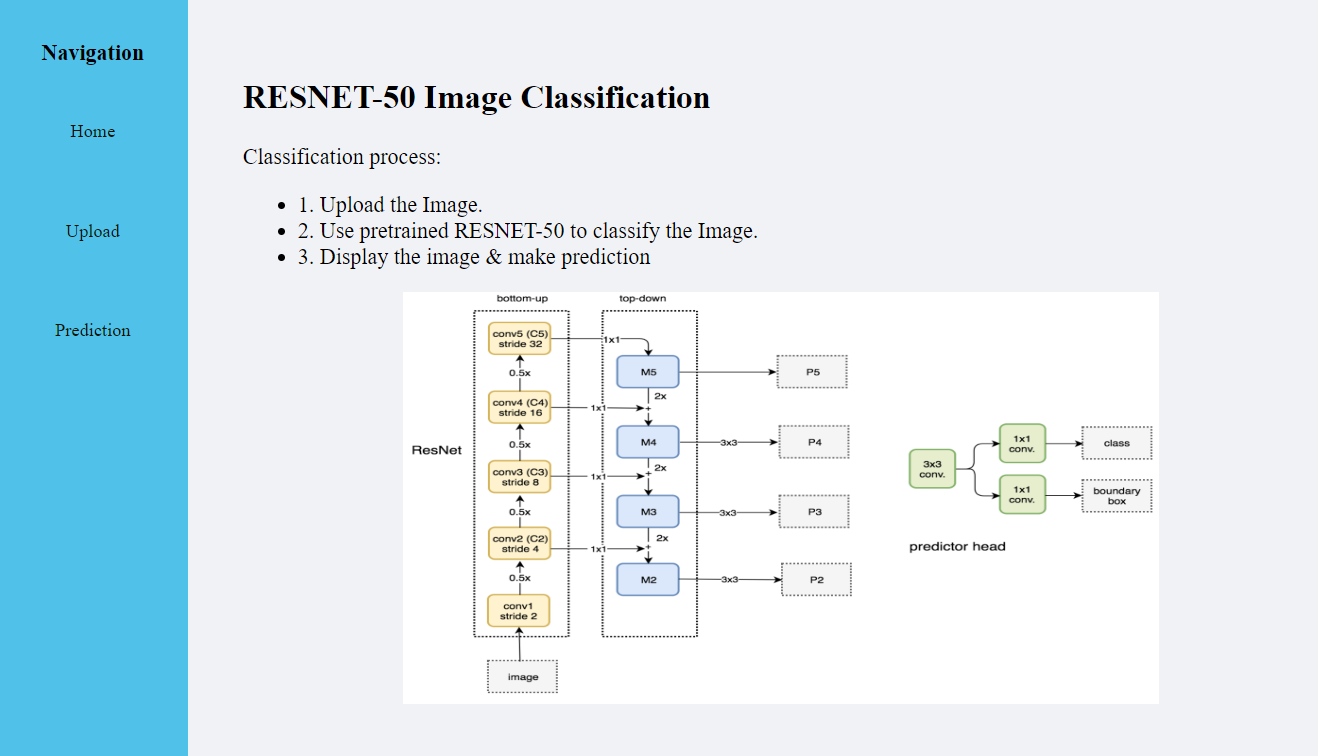 Navigation
Home
Upload
Prediction
RESNET-50 Image Classification
Classification process:
1. Upload the Image.
2. Use pretrained RESNET-50 to classify the Image.
3. Display the image & make prediction
bottom-up
top-down
conv5 (C5)
stride 32
1x1
M5
P5
0.5x
2x
conv4 (C4)
stride 16
1x1
+
M4
3x3
P4
0.5x
2x
ResNet
conv3 (C3)
stride 8
1x1
+
M3
3x3
P3
0.5x
2x
conv2 (C2)
stride 4
1x1
+
M2
3x3
P2
0.5x
conv1
stride 2
image
3x3
conv.
1x1
conv.
class
1x1
conv.
boundary
box
predictor head